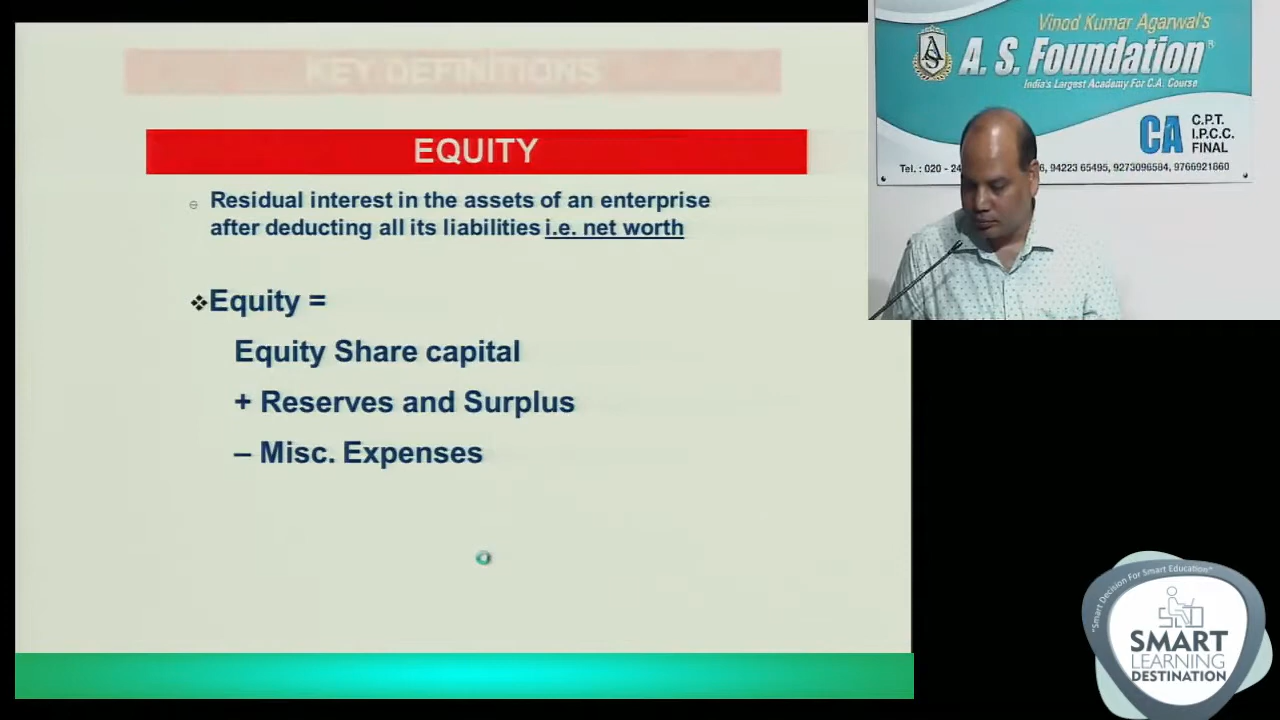 KEY DEFINITIONS
EQUITY
Residual interest in the assets of an enterprise
after deducting all its liabilities i.e. net worth
Equity =
Equity Share capital
+ Reserves and Surplus
– Misc. Expenses
Vinod Kumar Agarwal's
A. S. Foundation®
India's Largest Academy For C.A. Course
CA
C.P.T.
I.P.C.C.
FINAL
Tel. : 020 - 24 6, 94223 65495, 9273096584, 9766921860
"Smart Decision For Smart Education"
SMART
LEARNING
DESTINATION